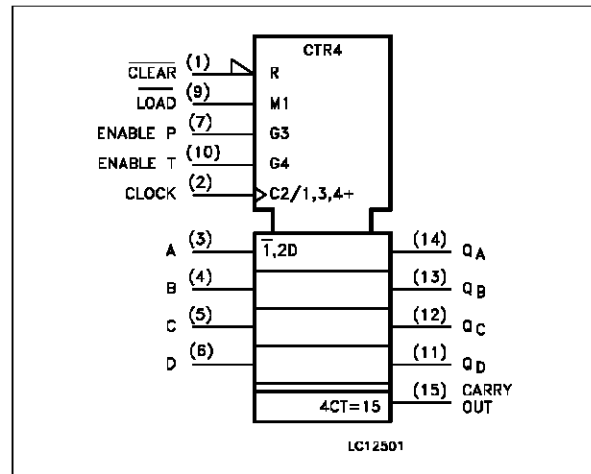 CTR4
CLEAR (1) R
LOAD (9) M1
ENABLE P (7) G3
ENABLE T (10) G4
CLOCK (2) C2/1,3,4+
A (3) 1,2D (14) QA
B (4) (13) QB
C (5) (12) QC
D (6) (11) QD
4CT=15 (15) CARRY
OUT
LC12501